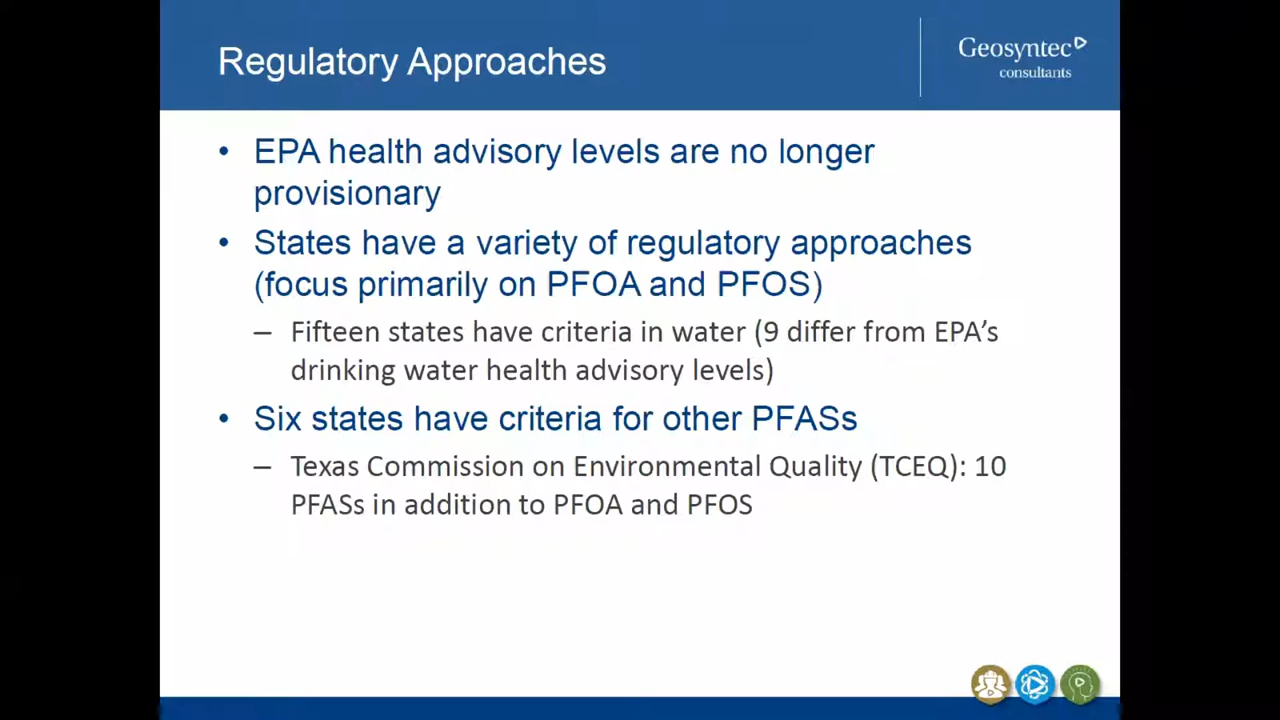 Regulatory Approaches
Geosyntec
consultants
• EPA health advisory levels are no longer
provisionary
• States have a variety of regulatory approaches
(focus primarily on PFOA and PFOS)
– Fifteen states have criteria in water (9 differ from EPA’s
drinking water health advisory levels)
• Six states have criteria for other PFASs
– Texas Commission on Environmental Quality (TCEQ): 10
PFASs in addition to PFOA and PFOS